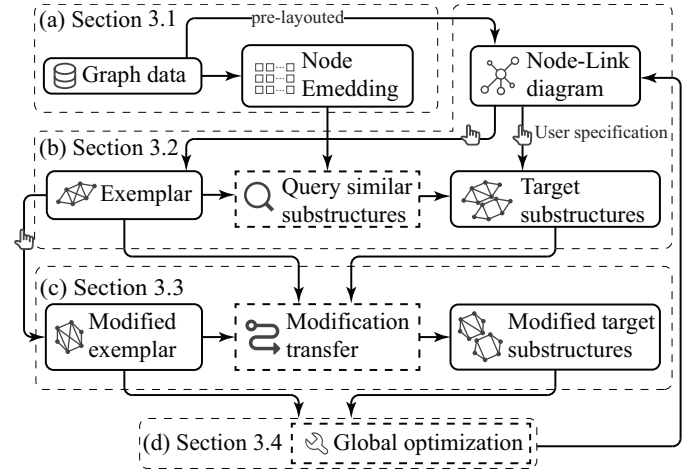 (a) Section 3.1
pre-layouted
Graph data
Node
Emedding
Node-Link
diagram
User specification
(b) Section 3.2
Exemplar
Query similar
substructures
Target
substructures
(c) Section 3.3
Modified
exemplar
Modification
transfer
Modified target
substructures
(d) Section 3.4
Global optimization